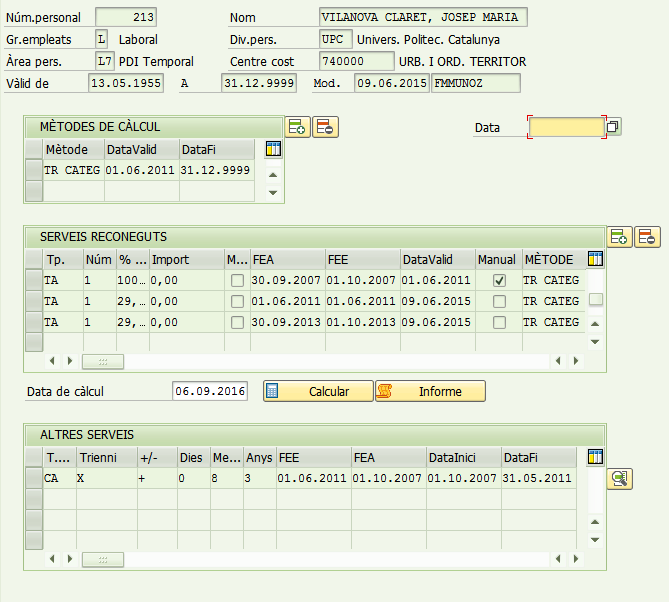 Núm.personal 213 Nom VILANOVA CLARET, JOSEP MARIA
Gr.empleats L Laboral Div.pers. UPC Univers. Politec. Catalunya
Àrea pers. L7 PDI Temporal Centre cost 740000 URB. I ORD. TERRITOR
Vàlid de 13.05.1955 A 31.12.9999 Mod. 09.06.2015 FMMUNOZ
MÈTODES DE CÀLCUL
Data
Mètode DataValid DataFi
TR CATEG 01.06.2011 31.12.9999
SERVEIS RECONEGUTS
Tp. Núm % ... Import M... FEA FEE DataValid Manual MÈTODE
TA 1 100... 0,00 30.09.2007 01.10.2007 01.06.2011 TR CATEG
TA 1 29,... 0,00 01.06.2011 01.06.2011 09.06.2015 TR CATEG
TA 1 29,... 0,00 30.09.2013 01.10.2013 09.06.2015 TR CATEG
Data de càlcul 06.09.2016 Calcular Informe
ALTRES SERVEIS
T.... Trienni +/- Dies Me... Anys FEE FEA DataInici DataFi
CA X + 0 8 3 01.06.2011 01.10.2007 01.10.2007 31.05.2011